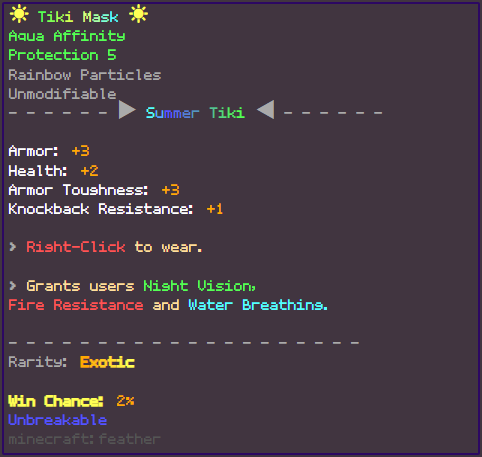 ☀ Tiki Mask ☀
Aqua Affinity
Protection 5
Rainbow Particles
Unmodifiable
- - - - - - ▶ Summer Tiki ◀ - - - - - -
Armor: +3
Health: +2
Armor Toughness: +3
Knockback Resistance: +1
> Right-Click to wear.
> Grants users Night Vision,
Fire Resistance and Water Breathing.
- - - - - - - - - - - - - - - - - - - -
Rarity: Exotic
Win Chance: 2%
Unbreakable
minecraft:feather